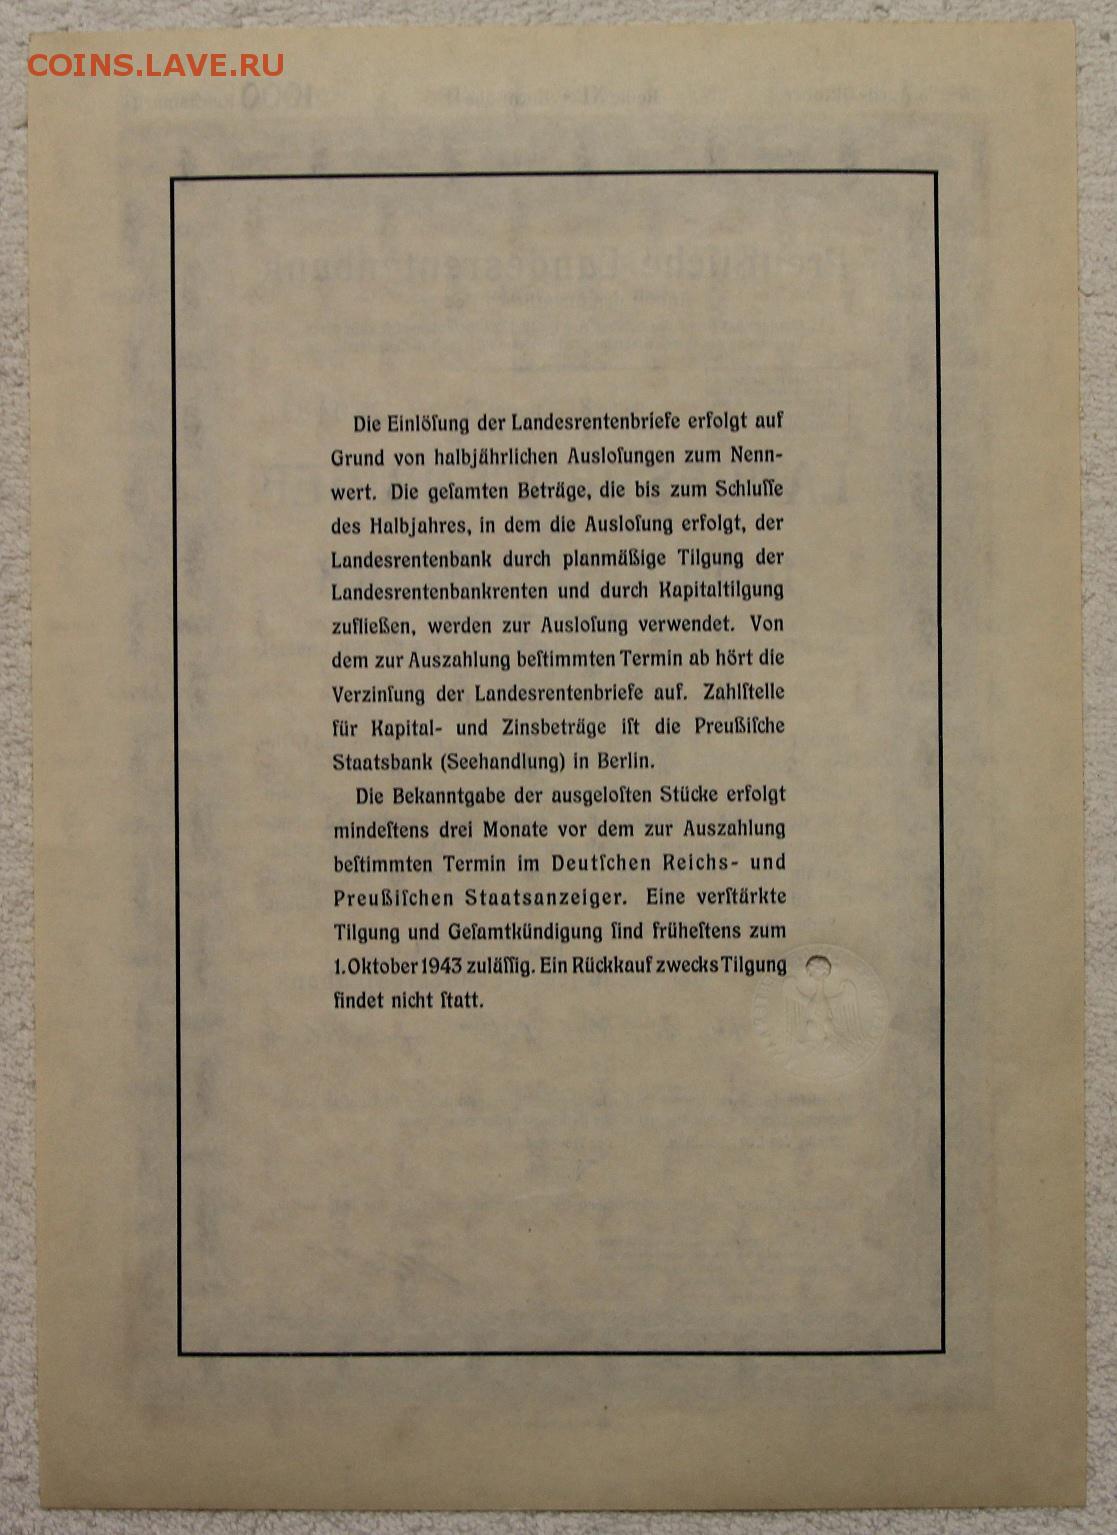 COINS.LAVE.RU
Die Einlöſung der Landesrentenbriefe erfolgt auf
Grund von halbjährlichen Ausloſungen zum Nenn-
wert. Die geſamten Beträge, die bis zum Schluſſe
des Halbjahres, in dem die Ausloſung erfolgt, der
Landesrentenbank durch planmäßige Tilgung der
Landesrentenbankrenten und durch Kapitaltilgung
zufließen, werden zur Ausloſung verwendet. Von
dem zur Auszahlung beſtimmten Termin ab hört die
Verzinſung der Landesrentenbriefe auf. Zahlſtelle
für Kapital- und Zinsbeträge iſt die Preußiſche
Staatsbank (Seehandlung) in Berlin.
Die Bekanntgabe der ausgeloſten Stücke erfolgt
mindeſtens drei Monate vor dem zur Auszahlung
beſtimmten Termin im Deutſchen Reichs- und
Preußiſchen Staatsanzeiger. Eine verſtärkte
Tilgung und Geſamtkündigung ſind früheſtens zum
1. Oktober 1943 zuläſſig. Ein Rückkauf zwecks Tilgung
findet nicht ſtatt.